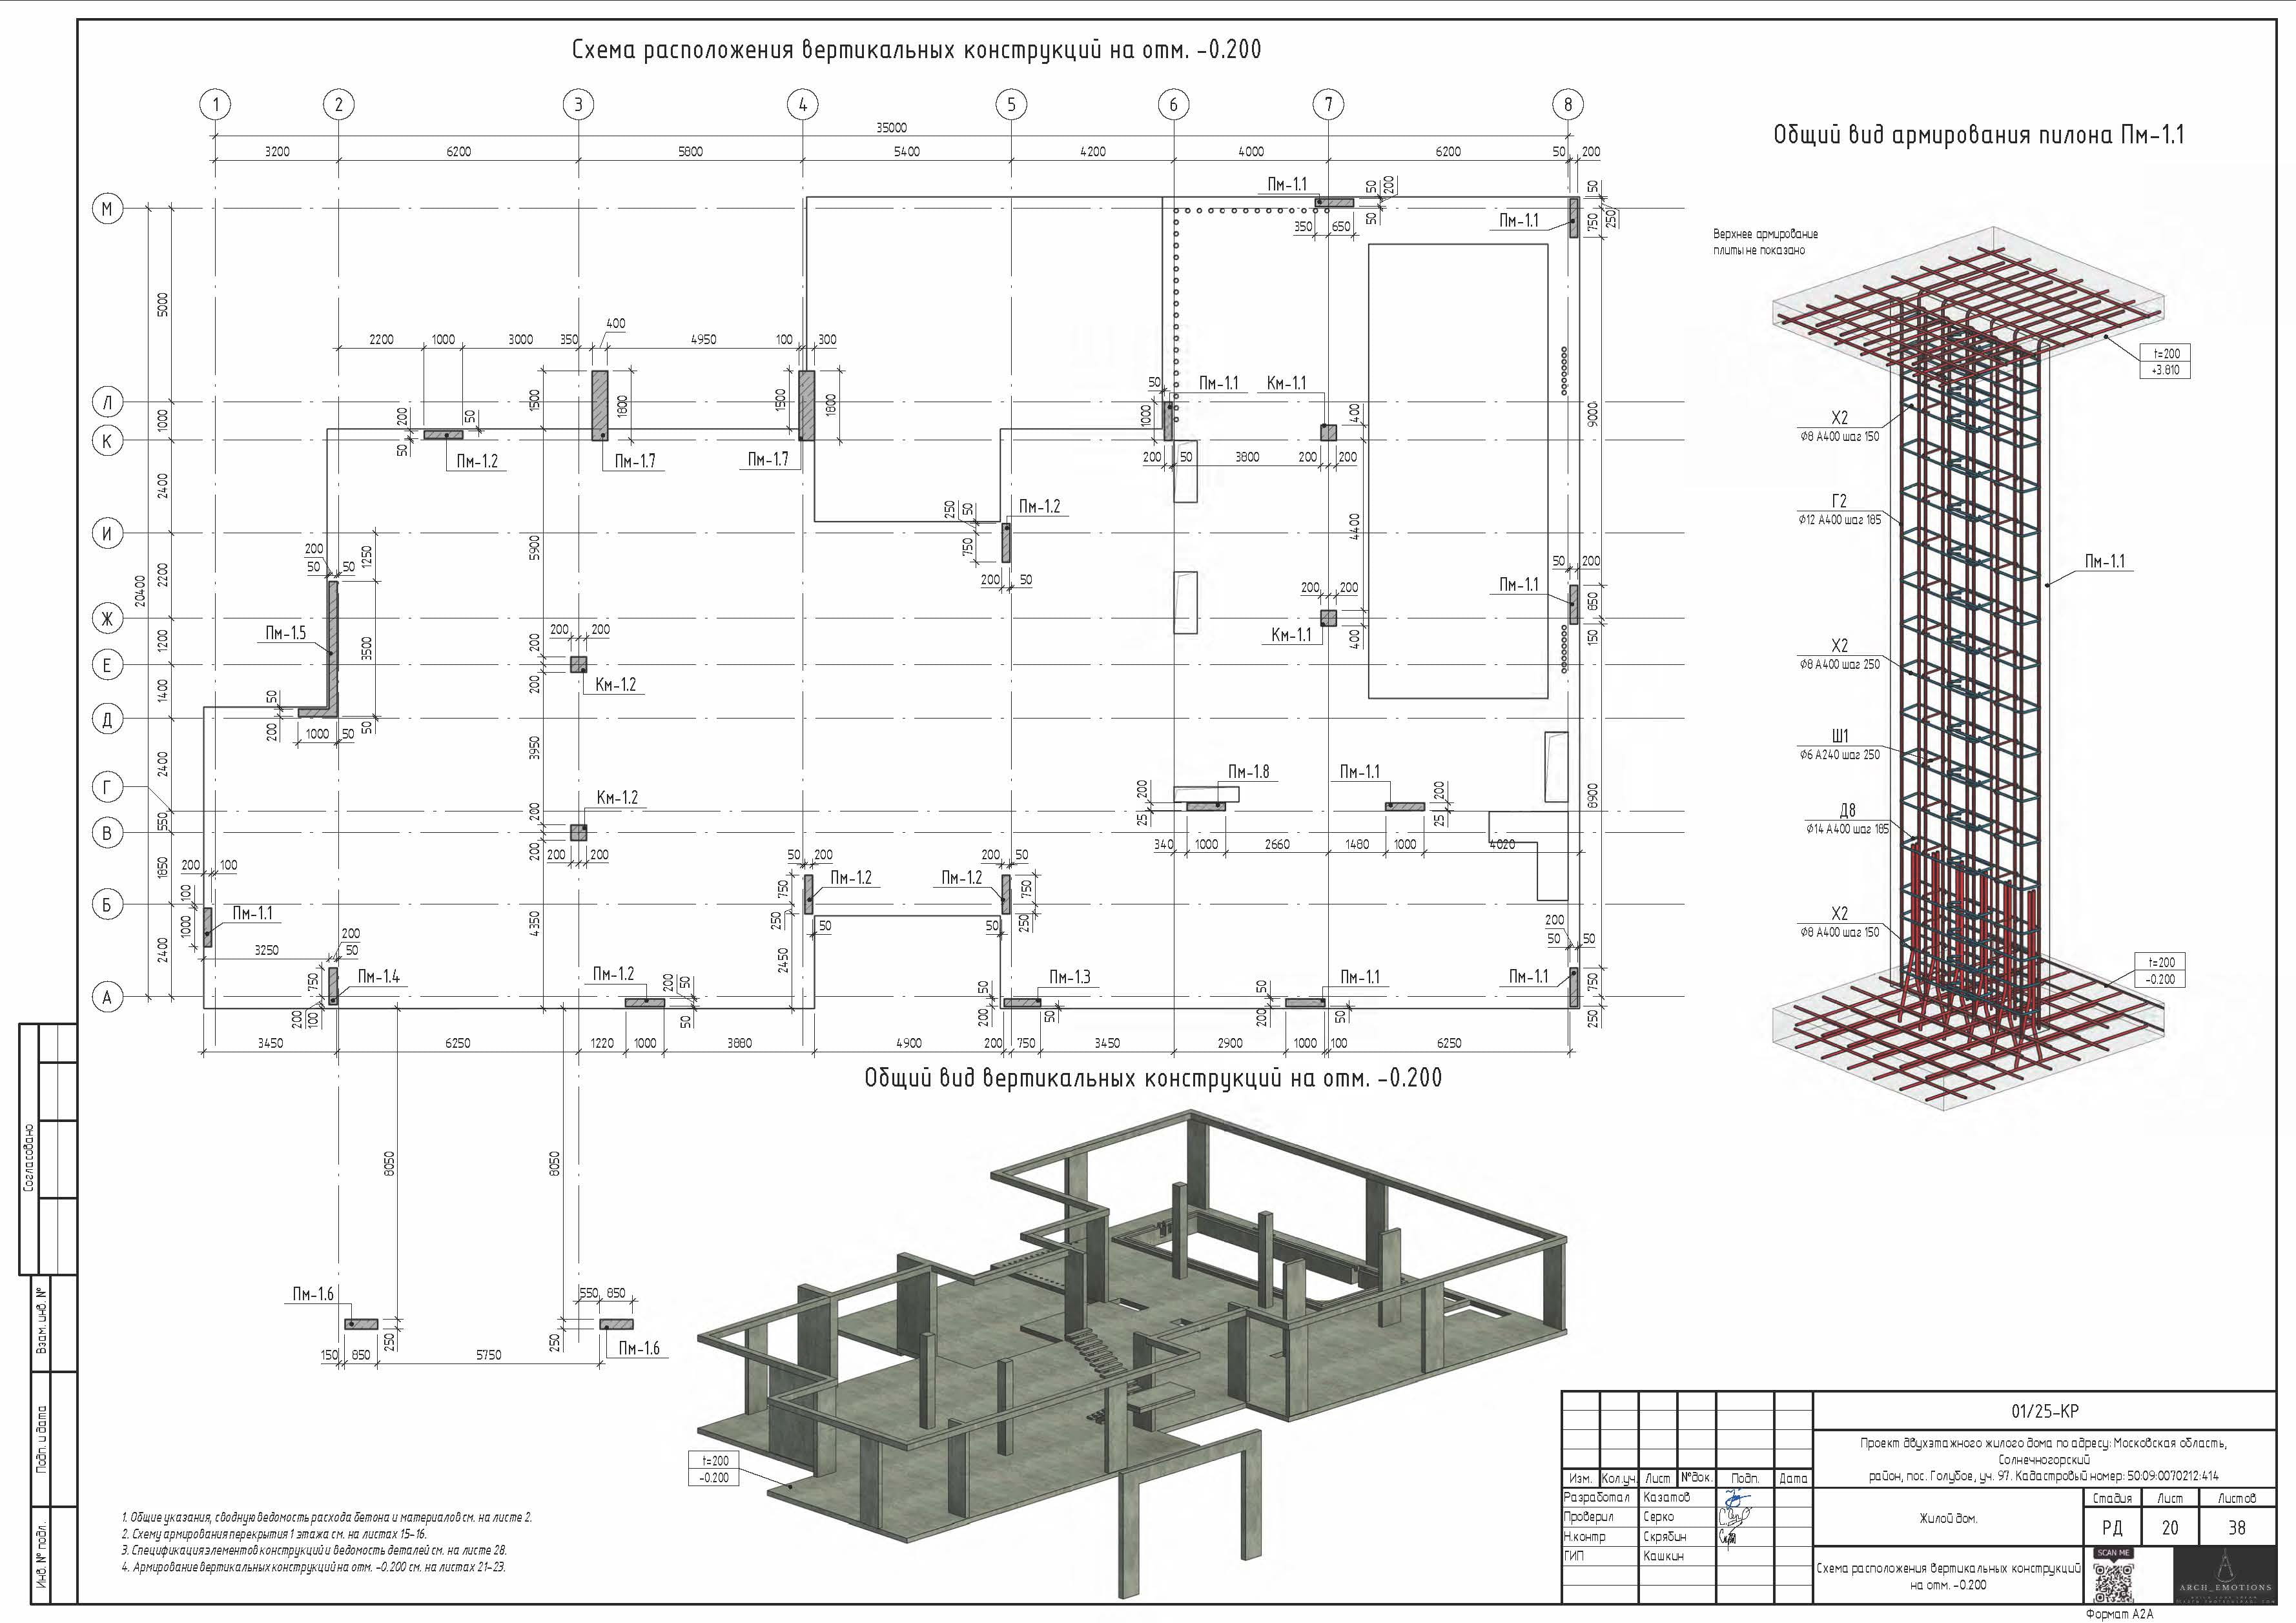 Схема расположения вертикальных конструкций на отм. -0.200
1 2 3 4 5 6 7 8
35000
3200 6200 5800 5400 4200 4000 6200 50 200
Общий вид армирования пилона Пм-1.1
М
Л
К
И
Ж
Е
Д
Г
В
Б
А
20400
5000
1000
2400
2200
1200
1400
2400
550
1850
2400
Пм-1.1 50 200
50
350 650
Пм-1.1
50
750 250
9000
400
2200 1000 3000 350 4950 100 300
1500 1800 1500 1800
200 50
50
Пм-1.2 Пм-1.7 Пм-1.7
50 Пм-1.1 Км-1.1
1000 400
200 50 3800 200 200
250 50 Пм-1.2
750
200 50
5900 4400
200
50 50
1250
Пм-1.5
3500
50
200
1000 50
50
200 200
200
200
Км-1.2
200 200
Км-1.1
400
50 200
Пм-1.1
850
150
3950
200
Км-1.2
200
200 200
200 Пм-1.8 Пм-1.1 200
25 25
340 1000 2660 1480 1000 4020
8900
200 100
100
1000
Пм-1.1
3250 200
50
750
Пм-1.4
200
100
4350
Пм-1.2
200 50
50
50 200
Пм-1.2
750
250
50
2450
200 50
Пм-1.2
750
250
50
50
Пм-1.3
200
50
50
Пм-1.1
200
50
200
50 50
Пм-1.1
750
250
3450 6250 1220 1000 3880 4900 200 750 3450 2900 1000 100 6250
8050 8050
Пм-1.6
250
150 850 5750
550 850
250
Пм-1.6
Верхнее армирование
плиты не показано
t=200
+3.810
Х2
Ø8 А400 шаг 150
Г2
Ø12 А400 шаг 185
Пм-1.1
Х2
Ø8 А400 шаг 250
Ш1
Ø6 А240 шаг 250
Д8
Ø14 А400 шаг 185
Х2
Ø8 А400 шаг 150
t=200
-0.200
Общий вид вертикальных конструкций на отм. -0.200
t=200
-0.200
1. Общие указания, сводную ведомость расхода бетона и материалов см. на листе 2.
2. Схему армирования перекрытия 1 этажа см. на листах 15-16.
3. Спецификация элементов конструкций и ведомость деталей см. на листе 28.
4. Армирование вертикальных конструкций на отм. -0.200 см. на листах 21-23.
Согласовано
Взам. инв. №
Подп. и дата
Инв. № подл.
01/25-КР
Проект двухэтажного жилого дома по адресу: Московская область,
Солнечногорский
район, пос. Голубое, уч. 97. Кадастровый номер: 50:09:0070212:414
Изм. Кол.уч. Лист №док. Подп. Дата
Разработал Казатов
Проверил Серко
Н.контр Скрябин
ГИП Кашкин
Жилой дом.
Стадия Лист Листов
РД 20 38
Схема расположения вертикальных конструкций
на отм. -0.200
SCAN ME
ARCH_EMOTIONS
Формат А2А